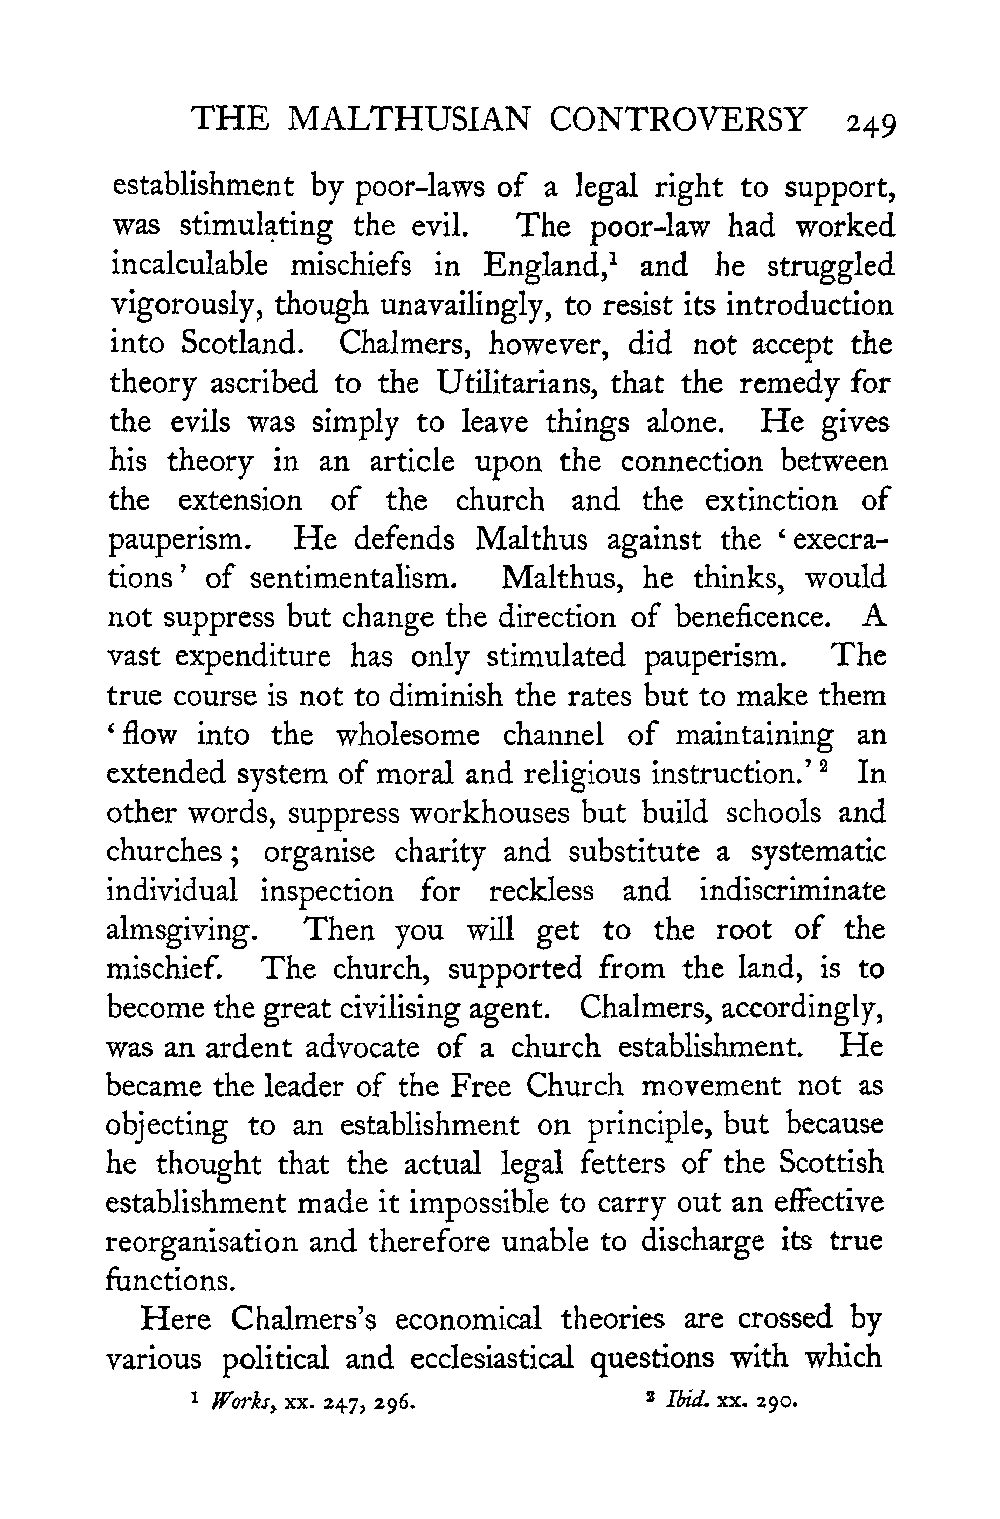 THE MALTHUSIAN CONTROVERSY 249
establishment by poor-laws of a legal right to support,
was stimulating the evil. The poor-law had worked
incalculable mischiefs in England,¹ and he struggled
vigorously, though unavailingly, to resist its introduction
into Scotland. Chalmers, however, did not accept the
theory ascribed to the Utilitarians, that the remedy for
the evils was simply to leave things alone. He gives
his theory in an article upon the connection between
the extension of the church and the extinction of
pauperism. He defends Malthus against the ‘execra-
tions’ of sentimentalism. Malthus, he thinks, would
not suppress but change the direction of beneficence. A
vast expenditure has only stimulated pauperism. The
true course is not to diminish the rates but to make them
‘flow into the wholesome channel of maintaining an
extended system of moral and religious instruction.’² In
other words, suppress workhouses but build schools and
churches; organise charity and substitute a systematic
individual inspection for reckless and indiscriminate
almsgiving. Then you will get to the root of the
mischief. The church, supported from the land, is to
become the great civilising agent. Chalmers, accordingly,
was an ardent advocate of a church establishment. He
became the leader of the Free Church movement not as
objecting to an establishment on principle, but because
he thought that the actual legal fetters of the Scottish
establishment made it impossible to carry out an effective
reorganisation and therefore unable to discharge its true
functions.
Here Chalmers's economical theories are crossed by
various political and ecclesiastical questions with which
¹ Works, xx. 247, 296. ² Ibid. xx. 290.